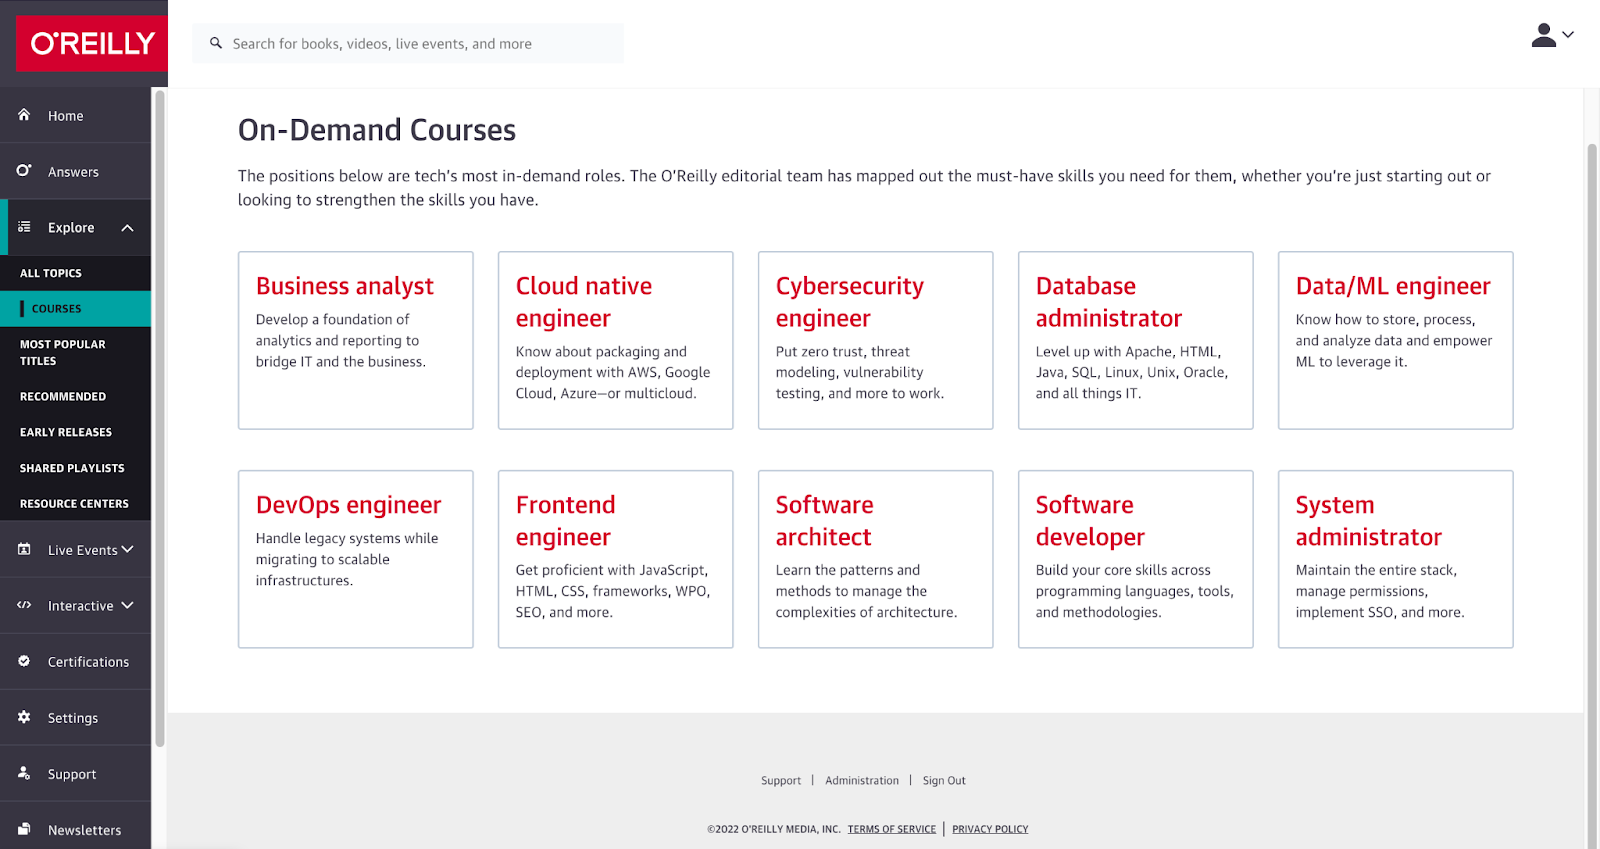 O'REILLY
Search for books, videos, live events, and more
Home
Answers
Explore
ALL TOPICS
COURSES
MOST POPULAR
TITLES
RECOMMENDED
EARLY RELEASES
SHARED PLAYLISTS
RESOURCE CENTERS
Live Events
Interactive
Certifications
Settings
Support
Newsletters
On-Demand Courses
The positions below are tech’s most in-demand roles. The O’Reilly editorial team has mapped out the must-have skills you need for them, whether you’re just starting out or
looking to strengthen the skills you have.
Business analyst
Develop a foundation of
analytics and reporting to
bridge IT and the business.
Cloud native
engineer
Know about packaging and
deployment with AWS, Google
Cloud, Azure—or multicloud.
Cybersecurity
engineer
Put zero trust, threat
modeling, vulnerability
testing, and more to work.
Database
administrator
Level up with Apache, HTML,
Java, SQL, Linux, Unix, Oracle,
and all things IT.
Data/ML engineer
Know how to store, process,
and analyze data and empower
ML to leverage it.
DevOps engineer
Handle legacy systems while
migrating to scalable
infrastructures.
Frontend
engineer
Get proficient with JavaScript,
HTML, CSS, frameworks, WPO,
SEO, and more.
Software
architect
Learn the patterns and
methods to manage the
complexities of architecture.
Software
developer
Build your core skills across
programming languages, tools,
and methodologies.
System
administrator
Maintain the entire stack,
manage permissions,
implement SSO, and more.
Support | Administration | Sign Out
©2022 O'REILLY MEDIA, INC. TERMS OF SERVICE | PRIVACY POLICY